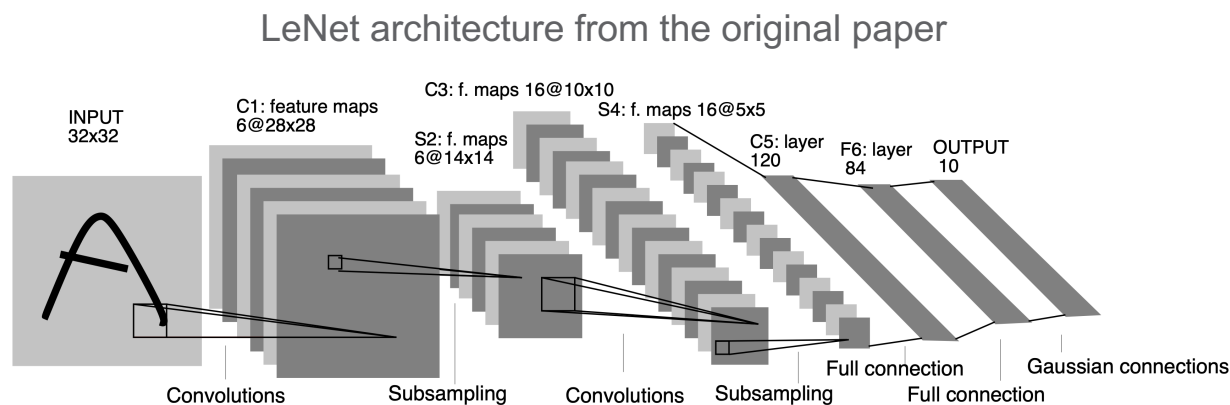 LeNet architecture from the original paper
INPUT
32x32
C1: feature maps
6@28x28
S2: f. maps
6@14x14
C3: f. maps 16@10x10
S4: f. maps 16@5x5
C5: layer
120
F6: layer
84
OUTPUT
10
A
Convolutions
Subsampling
Convolutions
Subsampling
Full connection
Full connection
Gaussian connections